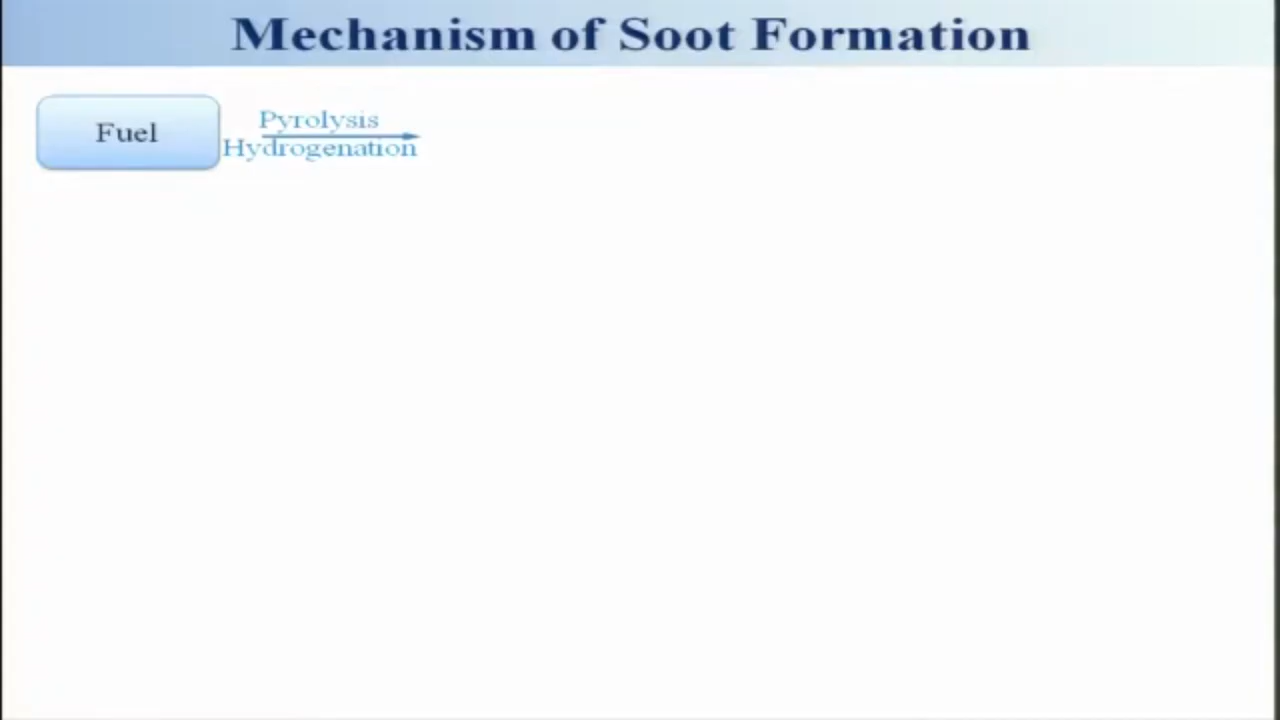 Mechanism of Soot Formation
Fuel
Pyrolysis
Hydrogenation